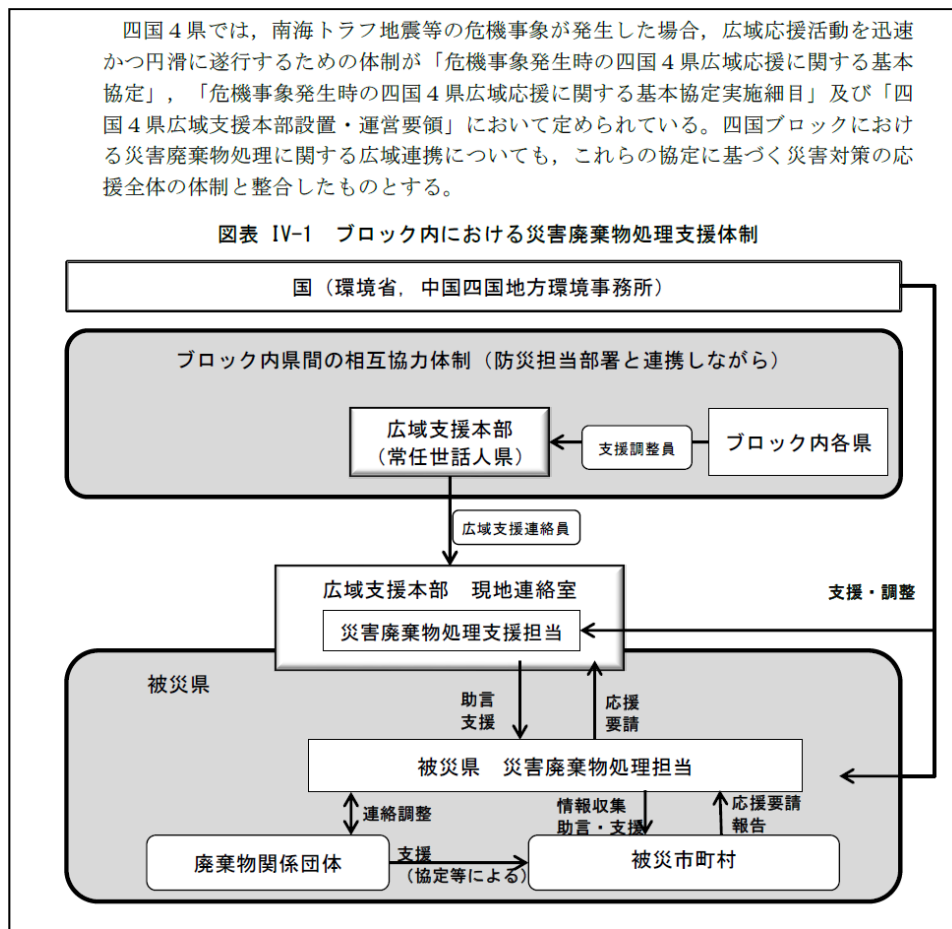 四国４県では，南海トラフ地震等の危機事象が発生した場合，広域応援活動を迅速
かつ円滑に遂行するための体制が「危機事象発生時の四国４県広域応援に関する基本
協定」，「危機事象発生時の四国４県広域応援に関する基本協定実施細目」及び「四
国４県広域支援本部設置・運営要領」において定められている。四国ブロックにおけ
る災害廃棄物処理に関する広域連携についても，これらの協定に基づく災害対策の応
援全体の体制と整合したものとする。
図表 Ⅳ-1　ブロック内における災害廃棄物処理支援体制
国（環境省，中国四国地方環境事務所）
ブロック内県間の相互協力体制（防災担当部署と連携しながら）
広域支援本部
（常任世話人県）
支援調整員
ブロック内各県
広域支援連絡員
広域支援本部　現地連絡室
災害廃棄物処理支援担当
支援・調整
被災県
助言
支援
応援
要請
被災県　災害廃棄物処理担当
連絡調整
情報収集
助言・支援
応援要請
報告
廃棄物関係団体
支援
（協定等による）
被災市町村